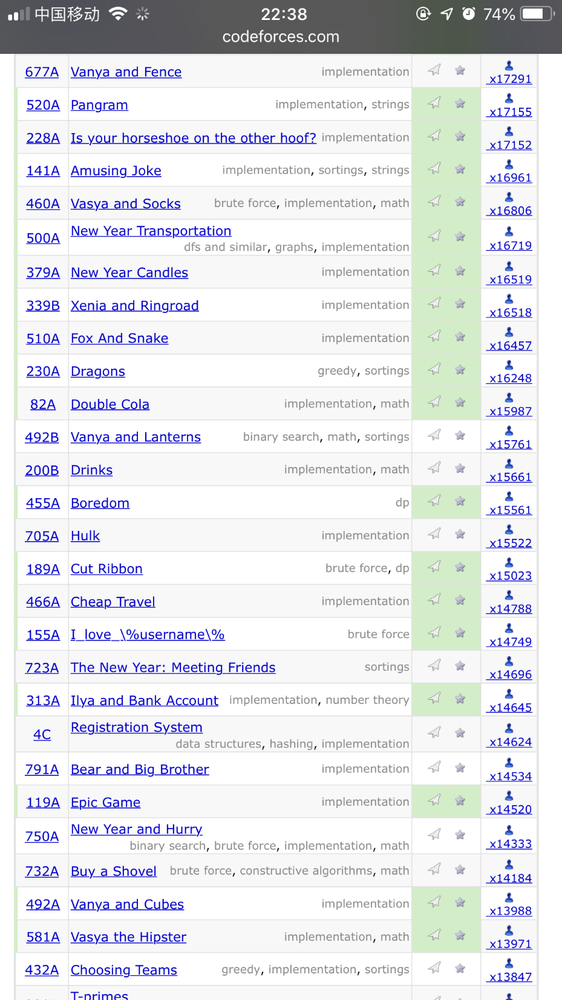 中国移动 22:38 74%
codeforces.com
677A Vanya and Fence implementation x17291
520A Pangram implementation, strings x17155
228A Is your horseshoe on the other hoof? implementation x17152
141A Amusing Joke implementation, sortings, strings x16961
460A Vasya and Socks brute force, implementation, math x16806
500A New Year Transportation
dfs and similar, graphs, implementation x16719
379A New Year Candles implementation x16519
339B Xenia and Ringroad implementation x16518
510A Fox And Snake implementation x16457
230A Dragons greedy, sortings x16248
82A Double Cola implementation, math x15987
492B Vanya and Lanterns binary search, math, sortings x15761
200B Drinks implementation, math x15661
455A Boredom dp x15561
705A Hulk implementation x15522
189A Cut Ribbon brute force, dp x15023
466A Cheap Travel implementation x14788
155A I_love_\%username\% brute force x14749
723A The New Year: Meeting Friends sortings x14696
313A Ilya and Bank Account implementation, number theory x14645
4C Registration System
data structures, hashing, implementation x14624
791A Bear and Big Brother implementation x14534
119A Epic Game implementation x14520
750A New Year and Hurry
binary search, brute force, implementation, math x14333
732A Buy a Shovel brute force, constructive algorithms, math x14184
492A Vanya and Cubes implementation x13988
581A Vasya the Hipster implementation, math x13971
432A Choosing Teams greedy, implementation, sortings x13847
T-primes